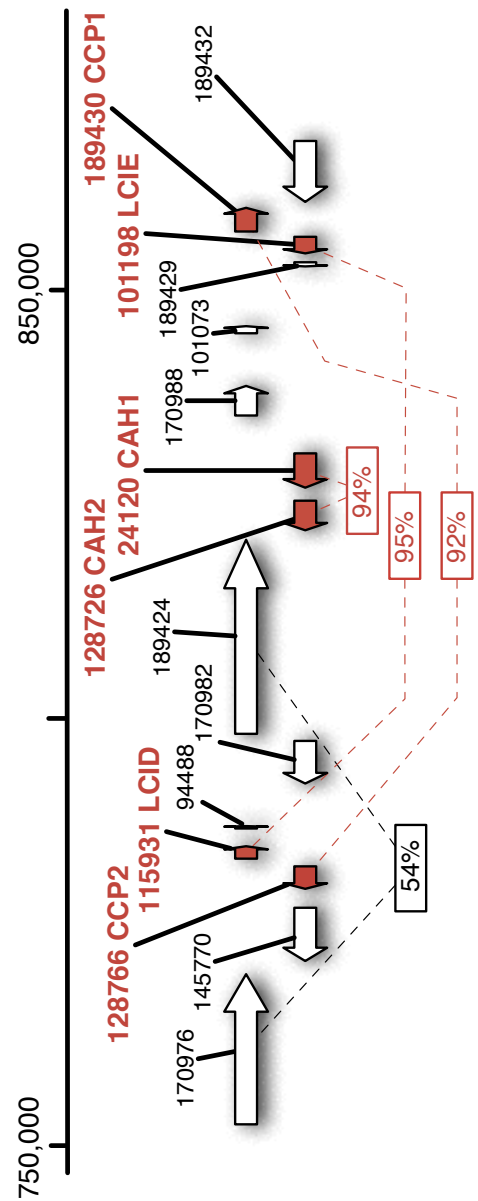 750,000
850,000
128766 CCP2
115931 LCID
128726 CAH2
24120 CAH1
101198 LCIE
189430 CCP1
170976
145770
94488
170982
189424
170988
101073
189429
189432
54%
94%
95%
92%